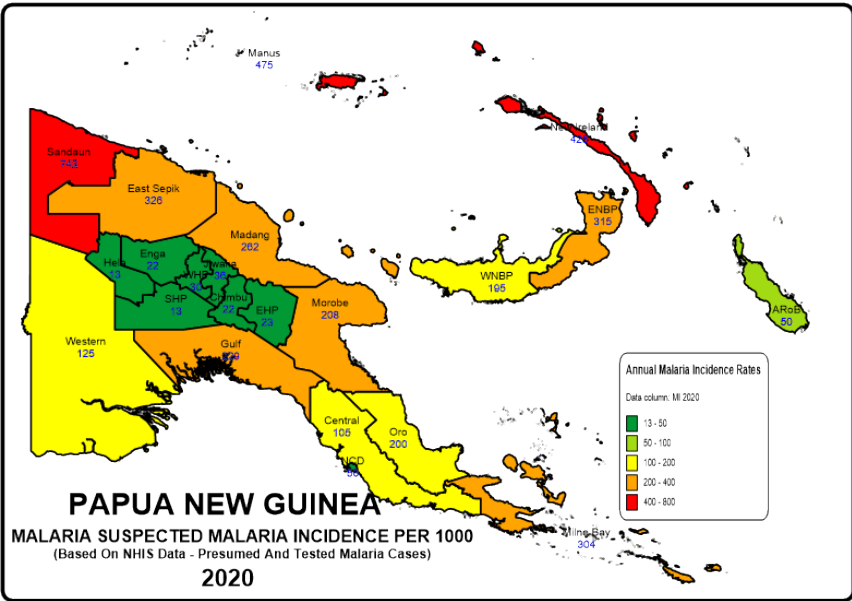 Manus
475
New Ireland
Sandaun
743
East Sepik
326
ENBP
315
Madang
262
Hela
13
Enga
22
Jiwaka
36
WHP
30
WNBP
195
SHP
13
Chimbu
22
EHP
23
Morobe
208
ARoB
50
Western
125
Gulf
Central
105
Oro
200
NCD
Milne Bay
304
Annual Malaria Incidence Rates
Data column: MI 2020
13 - 50
50 - 100
100 - 200
200 - 400
400 - 800
PAPUA NEW GUINEA
MALARIA SUSPECTED MALARIA INCIDENCE PER 1000
(Based On NHIS Data - Presumed And Tested Malaria Cases)
2020